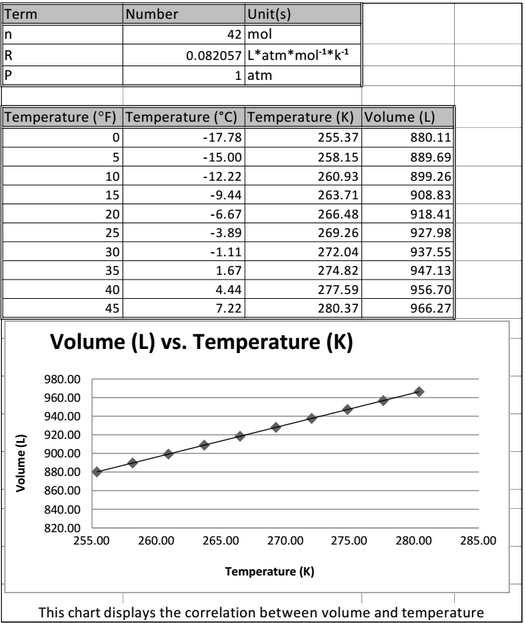 Term Number Unit(s)
n 42 mol
R 0.082057 L*atm*mol⁻¹*k⁻¹
P 1 atm
Temperature (°F) Temperature (°C) Temperature (K) Volume (L)
0 -17.78 255.37 880.11
5 -15.00 258.15 889.69
10 -12.22 260.93 899.26
15 -9.44 263.71 908.83
20 -6.67 266.48 918.41
25 -3.89 269.26 927.98
30 -1.11 272.04 937.55
35 1.67 274.82 947.13
40 4.44 277.59 956.70
45 7.22 280.37 966.27
Volume (L) vs. Temperature (K)
980.00
960.00
940.00
920.00
900.00
880.00
860.00
840.00
820.00
Volume (L)
255.00 260.00 265.00 270.00 275.00 280.00 285.00
Temperature (K)
This chart displays the correlation between volume and temperature